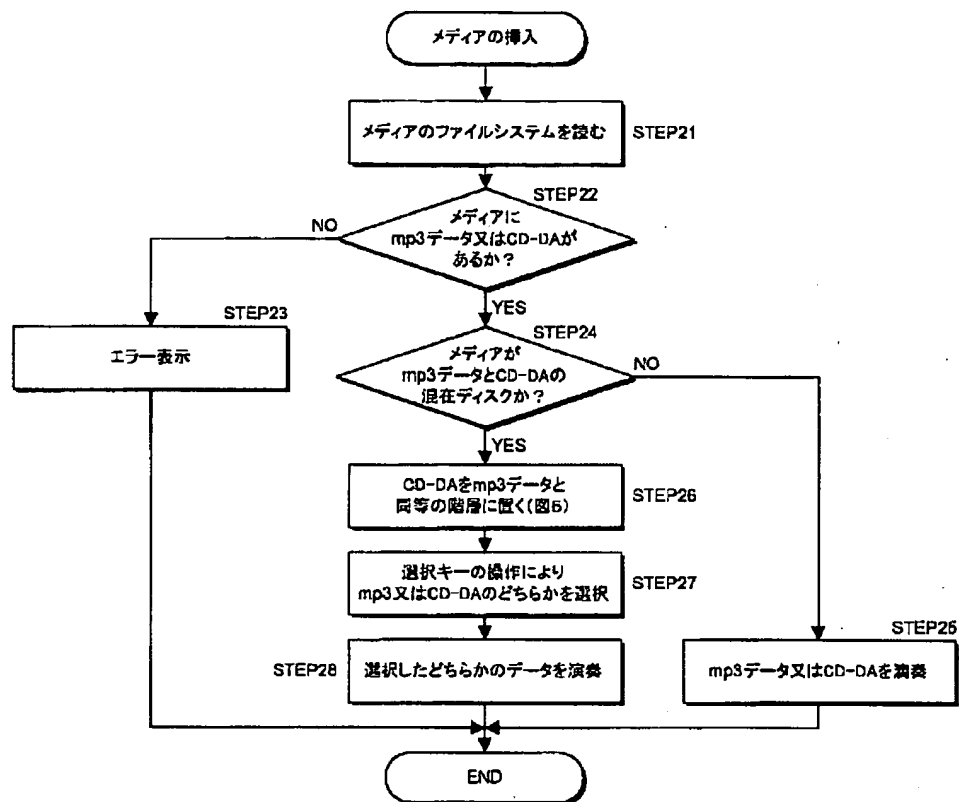 メディアの挿入
メディアのファイルシステムを読む
STEP21
STEP22
メディアに
mp3データ又はCD-DAが
あるか？
NO
YES
STEP23
エラー表示
STEP24
メディアが
mp3データとCD-DAの
混在ディスクか？
NO
YES
CD-DAをmp3データと
同等の階層に置く(図6)
STEP26
選択キーの操作により
mp3又はCD-DAのどちらかを選択
STEP27
STEP28
選択したどちらかのデータを演奏
STEP25
mp3データ又はCD-DAを演奏
END